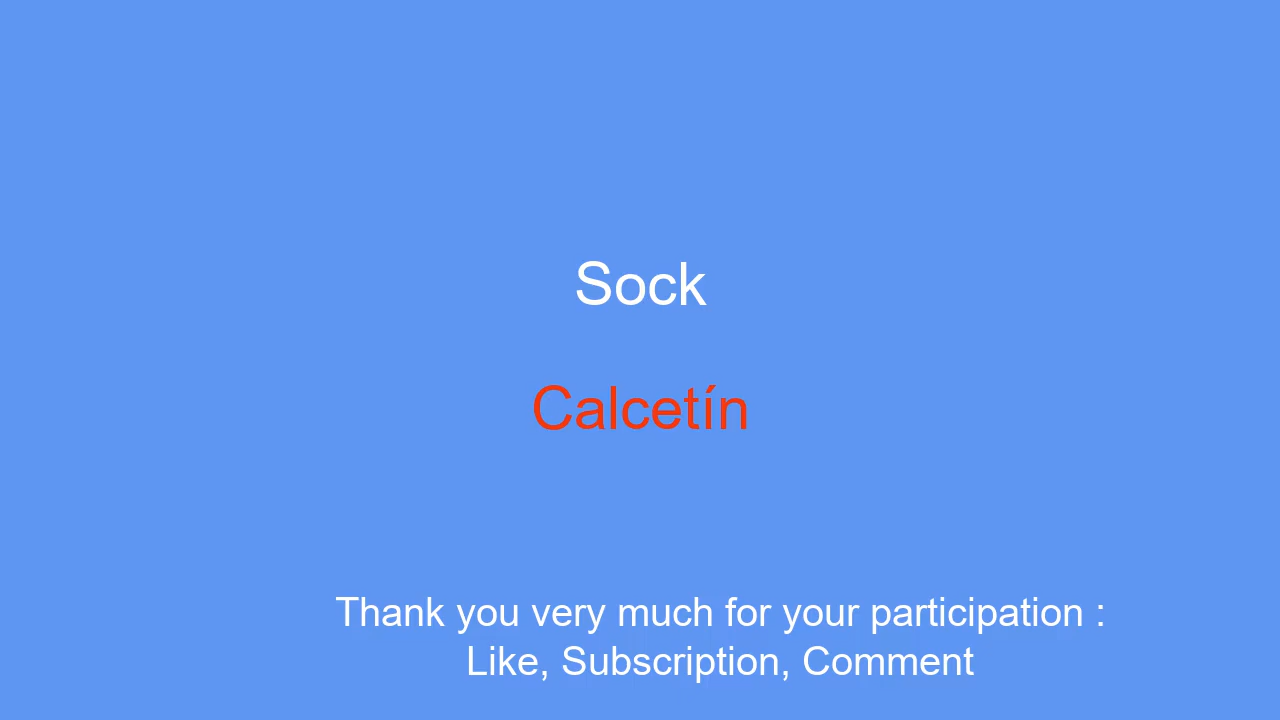 Sock
Calcetín
Thank you very much for your participation :
Like, Subscription, Comment